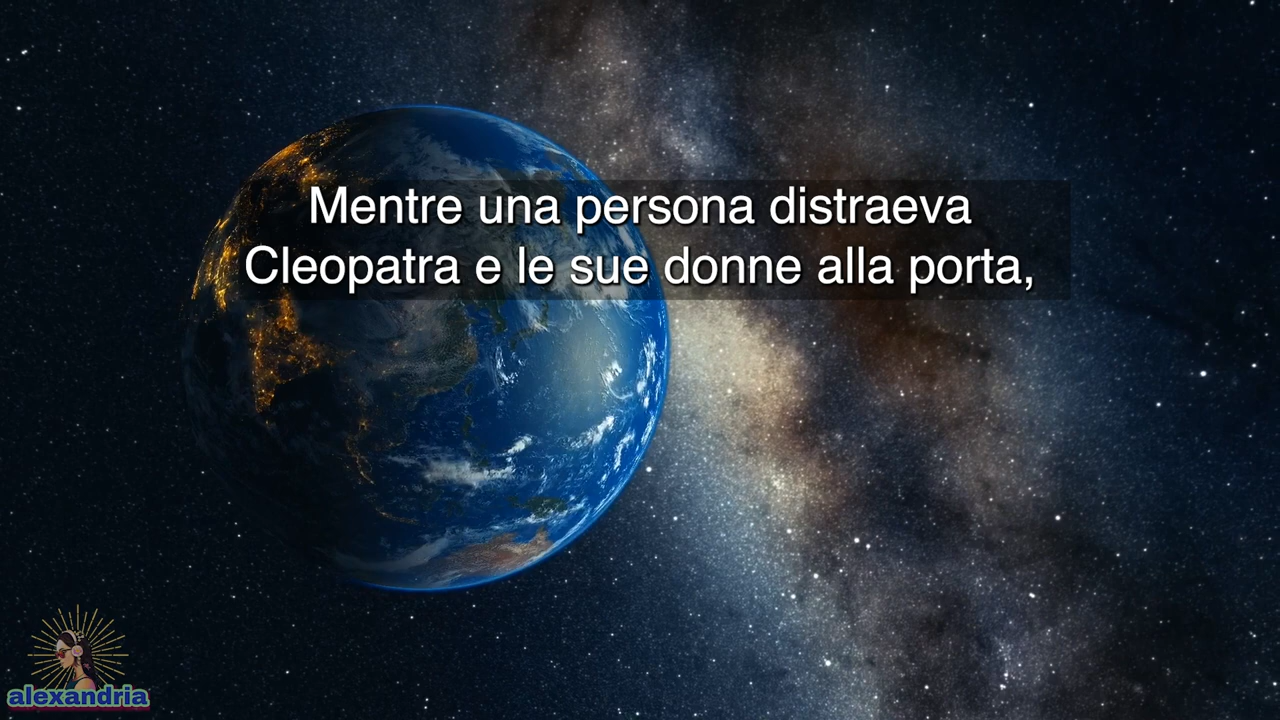 Mentre una persona distraeva
Cleopatra e le sue donne alla porta,
alexandria